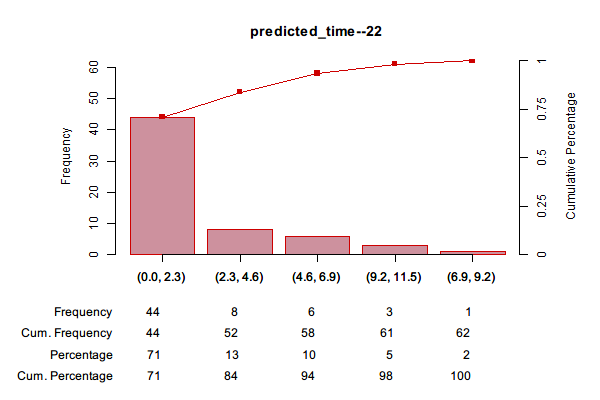 predicted_time--22
Frequency
0 10 20 30 40 50 60
Cumulative Percentage
0 0.25 0.5 0.75 1
(0.0, 2.3) (2.3, 4.6) (4.6, 6.9) (9.2, 11.5) (6.9, 9.2)
Frequency 44 8 6 3 1
Cum. Frequency 44 52 58 61 62
Percentage 71 13 10 5 2
Cum. Percentage 71 84 94 98 100